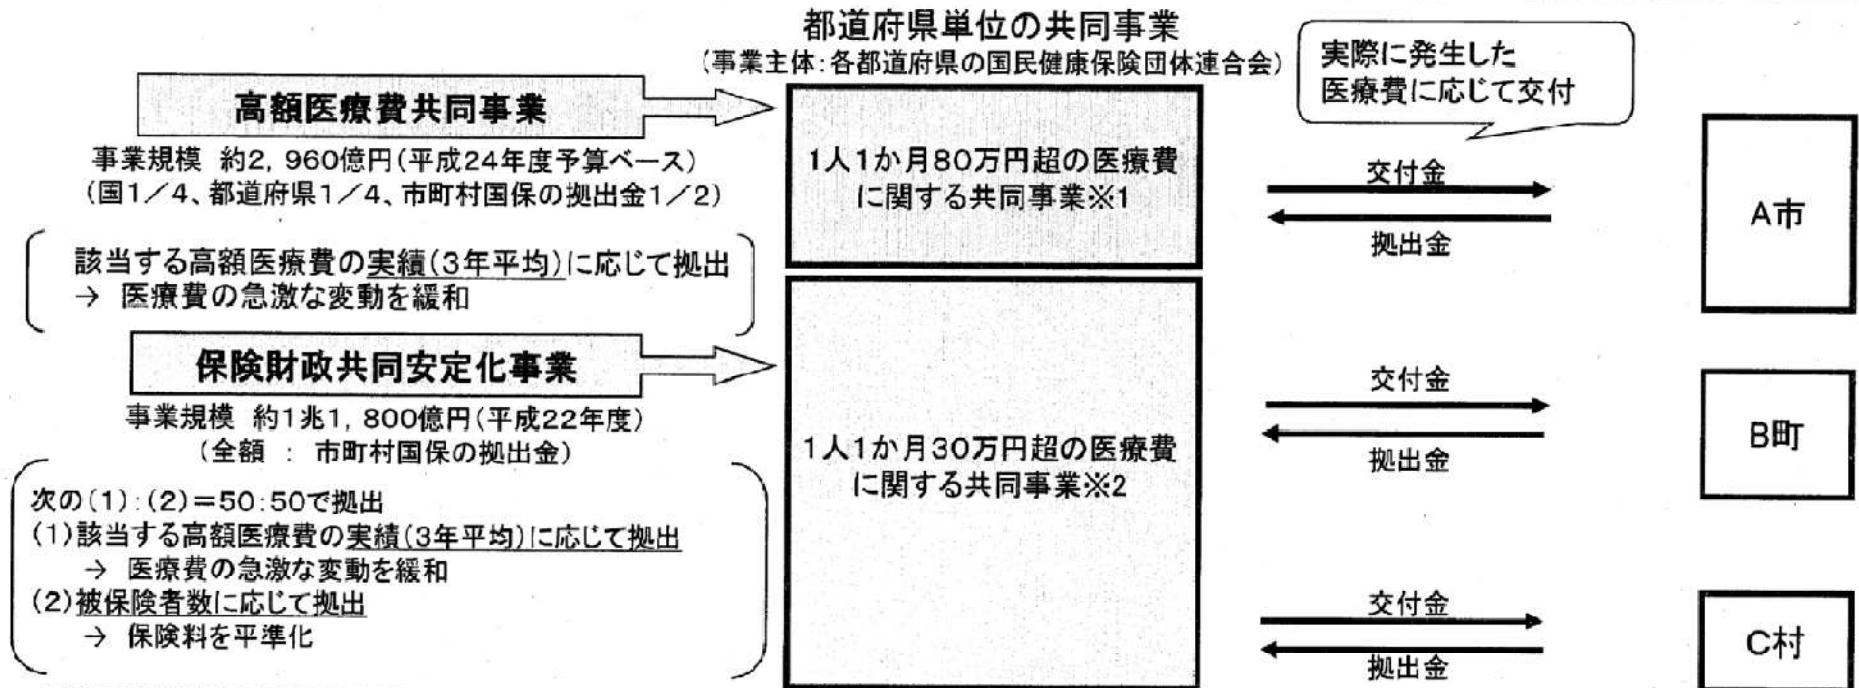 都道府県単位の共同事業
(事業主体:各都道府県の国民健康保険団体連合会)
実際に発生した
医療費に応じて交付
高額医療費共同事業
事業規模 約2, 960億円(平成24年度予算ベース)
(国1/4、都道府県1/4、市町村国保の拠出金1/2)
該当する高額医療費の実績(3年平均)に応じて拠出
→ 医療費の急激な変動を緩和
1人1か月80万円超の医療費
に関する共同事業※1
交付金
拠出金
A市
保険財政共同安定化事業
事業規模 約1兆1, 800億円(平成22年度)
(全額 : 市町村国保の拠出金)
次の(1):(2)=50:50で拠出
(1)該当する高額医療費の実績(3年平均)に応じて拠出
→ 医療費の急激な変動を緩和
(2)被保険者数に応じて拠出
→ 保険料を平準化
1人1か月30万円超の医療費
に関する共同事業※2
交付金
拠出金
B町
交付金
拠出金
C村